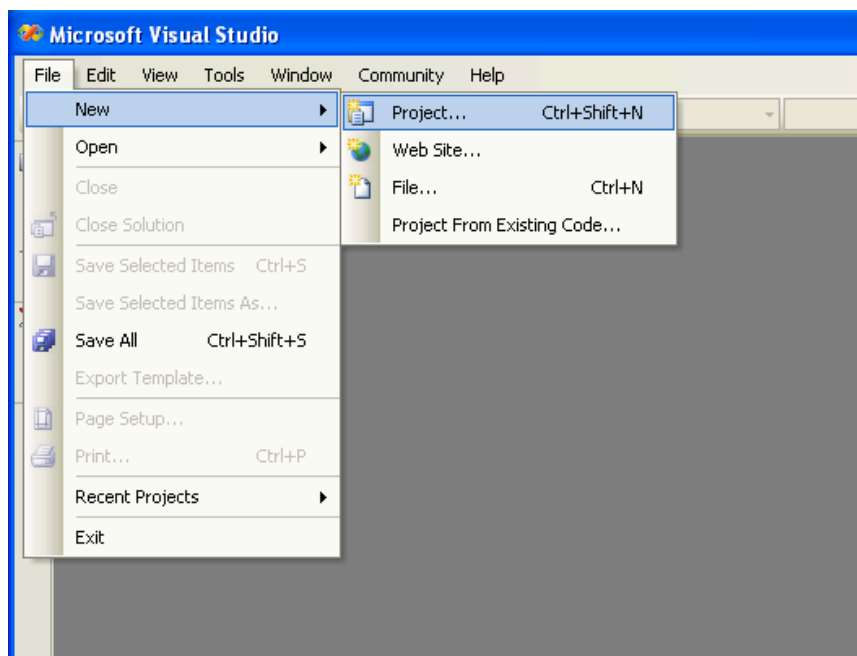 Microsoft Visual Studio
File Edit View Tools Window Community Help
New
Open
Close
Close Solution
Save Selected Items Ctrl+S
Save Selected Items As...
Save All Ctrl+Shift+S
Export Template...
Page Setup...
Print... Ctrl+P
Recent Projects
Exit
Project... Ctrl+Shift+N
Web Site...
File... Ctrl+N
Project From Existing Code...